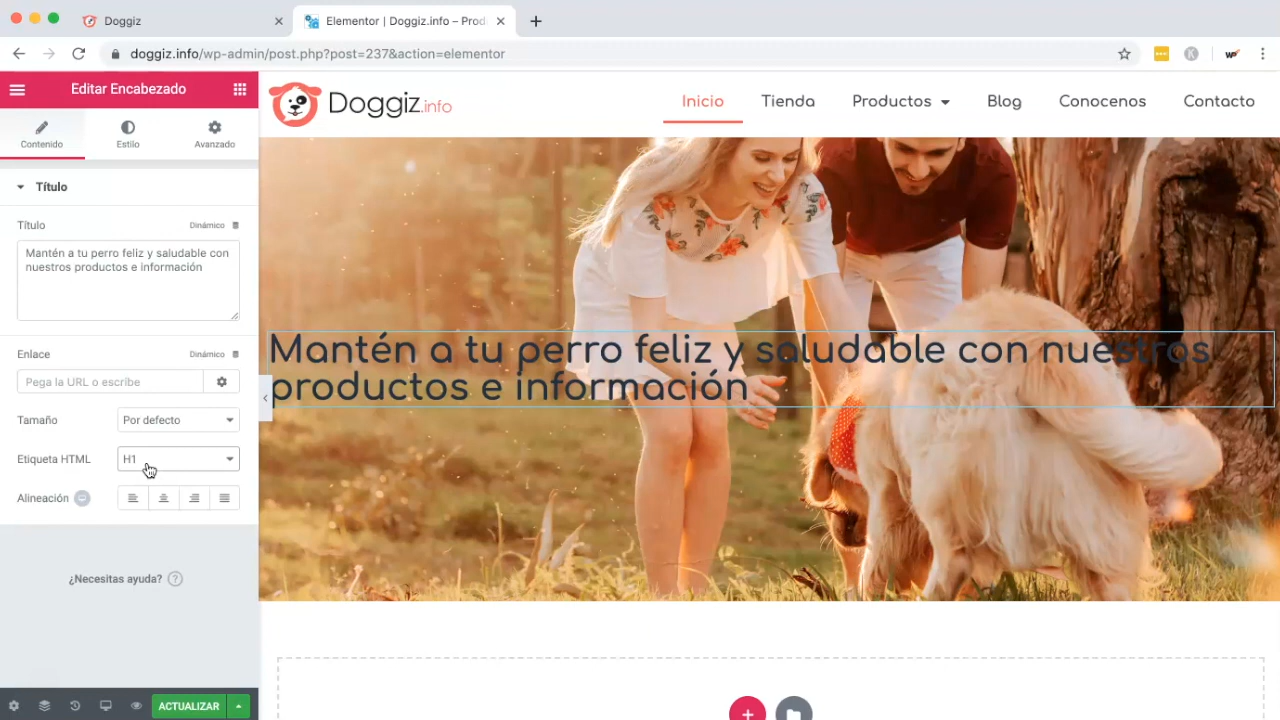 Doggiz
Elementor | Doggiz.info – Prod
doggiz.info/wp-admin/post.php?post=237&action=elementor
Editar Encabezado
Contenido
Estilo
Avanzado
Título
Título
Dinámico
Mantén a tu perro feliz y saludable con
nuestros productos e información
Enlace
Dinámico
Pega la URL o escribe
Tamaño
Por defecto
Etiqueta HTML
H1
Alineación
¿Necesitas ayuda? ?
ACTUALIZAR
Doggiz.info
Inicio
Tienda
Productos
Blog
Conocenos
Contacto
Mantén a tu perro feliz y saludable con nuestros
productos e información